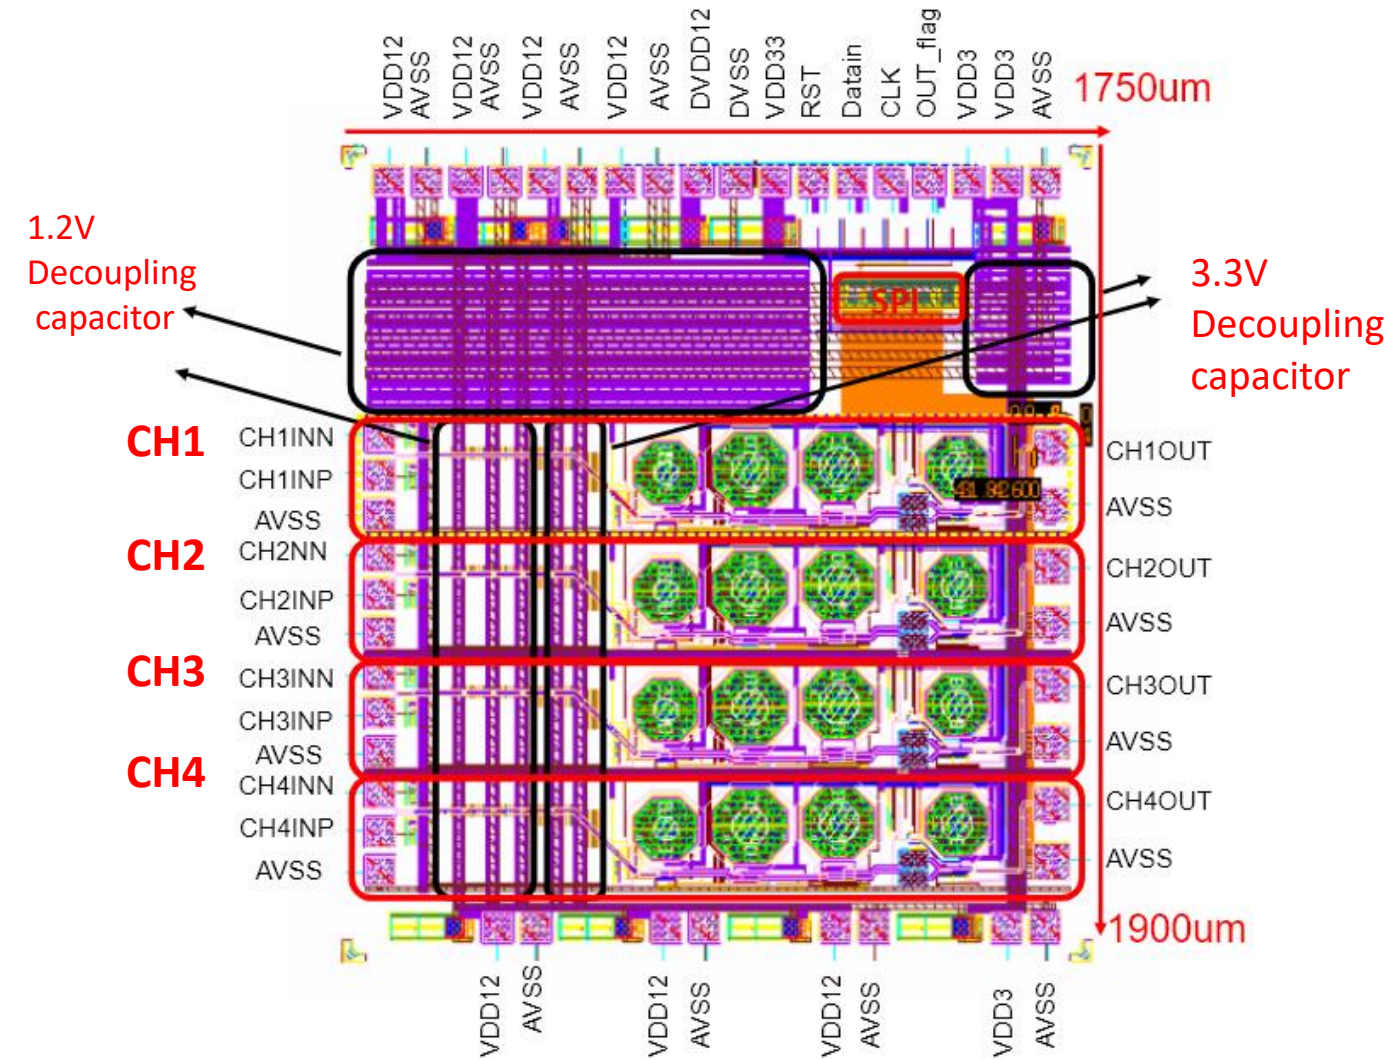 VDD12
AVSS
VDD12
AVSS
VDD12
AVSS
VDD12
AVSS
DVDD12
DVSS
VDD33
RST
Datain
CLK
OUT_flag
VDD3
VDD3
AVSS
1750um
1.2V
Decoupling
capacitor
3.3V
Decoupling
capacitor
SPI
CH1
CH1INN
CH1INP
AVSS
CH1OUT
AVSS
CH2
CH2NN
CH2INP
AVSS
CH2OUT
AVSS
CH3
CH3INN
CH3INP
AVSS
CH3OUT
AVSS
CH4
CH4INN
CH4INP
AVSS
CH4OUT
AVSS
1900um
VDD12
AVSS
VDD12
AVSS
VDD12
AVSS
VDD3
AVSS